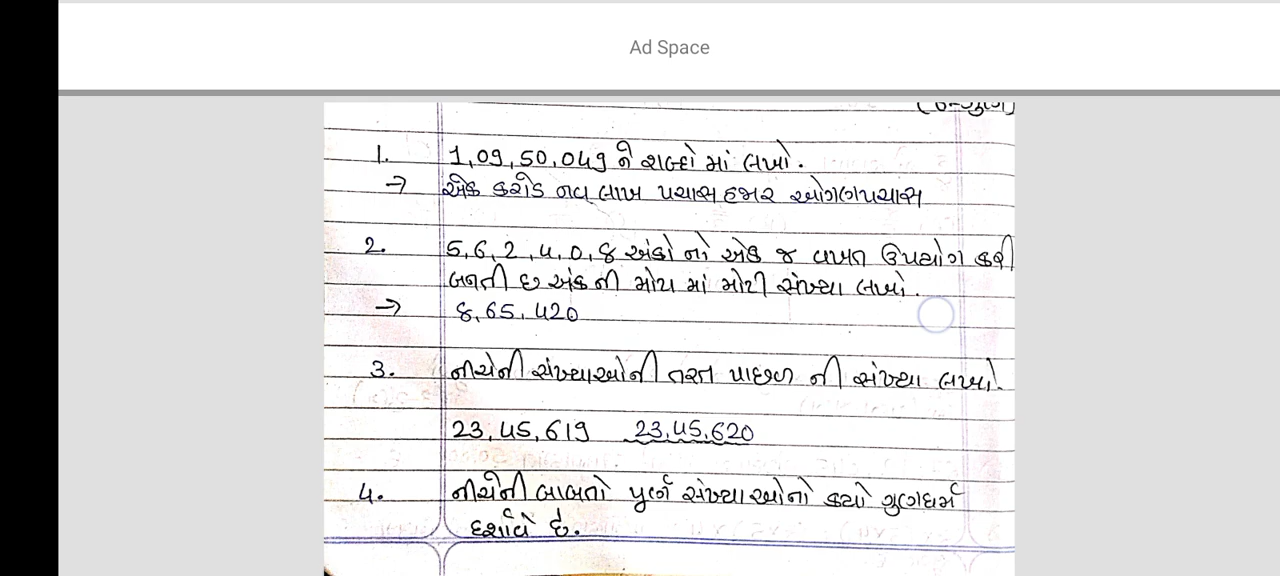 Ad Space
1. 1,09,50,049 ને શબ્દો માં લખો.
→ એક કરોડ નવ લાખ પચાસ હજાર ઓગણપચાસ
2. 5,6,2,4,0,8 અંકો નો એક જ વખત ઉપયોગ કરી
બનતી છ અંક ની મોટા માં મોટી સંખ્યા લખો.
→ 8,65,420
3. નીચેની સંખ્યાઓની તરત પાછળ ની સંખ્યા લખો.
23,45,619 23,45,620
4. નીચેની બાબતો પૂર્ણ સંખ્યાઓનો કયો ગુણધર્મ
દર્શાવે છે.